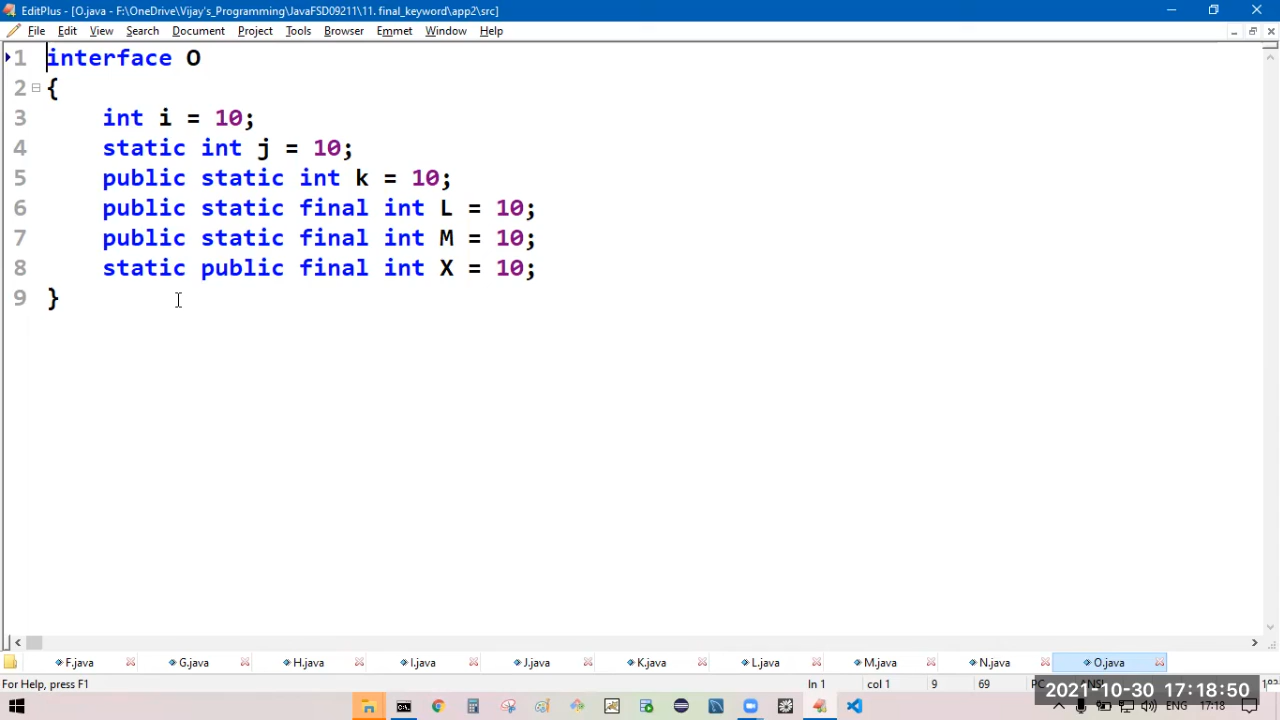 EditPlus - [O.java - F:\OneDrive\Vijay's_Programming\JavaFSD09211\11. final_keyword\app2\src]
File Edit View Search Document Project Tools Browser Emmet Window Help
1 interface O
2 {
3 int i = 10;
4 static int j = 10;
5 public static int k = 10;
6 public static final int L = 10;
7 public static final int M = 10;
8 static public final int X = 10;
9 }
F.java G.java H.java I.java J.java K.java L.java M.java N.java O.java
For Help, press F1 ln 1 col 1 9 69 PC
2021-10-30 17:18:50
ENG 17:18